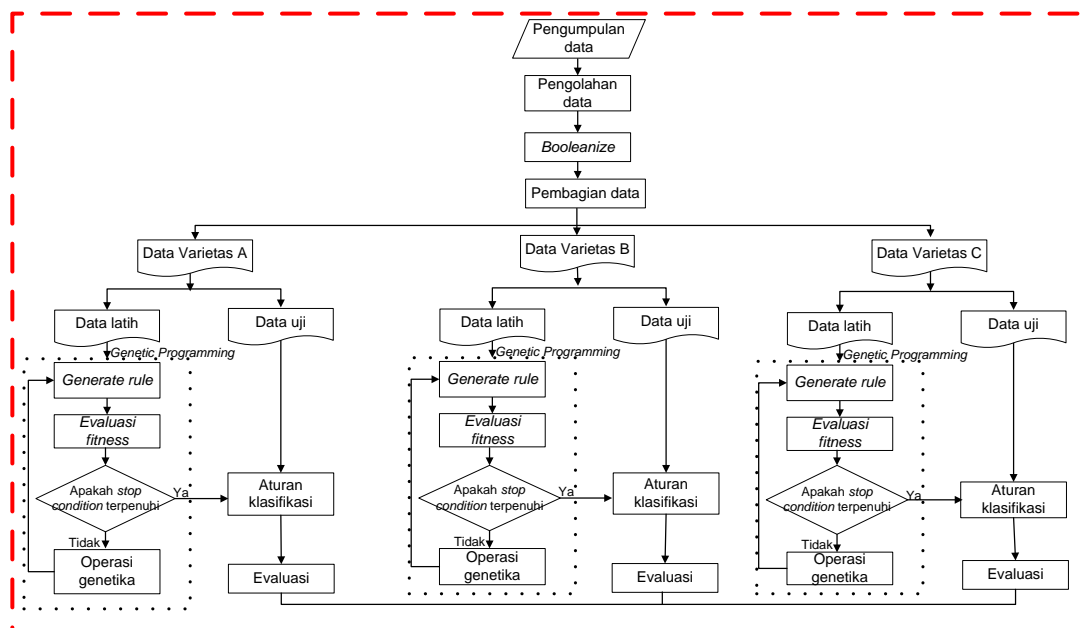 Pengumpulan
data
Pengolahan
data
Booleanize
Pembagian data
Data Varietas A
Data Varietas B
Data Varietas C
Data latih
Data uji
Genetic Programming
Generate rule
Evaluasi
fitness
Apakah stop
condition terpenuhi
Ya
Tidak
Operasi
genetika
Aturan
klasifikasi
Evaluasi
Data latih
Data uji
Genetic Programming
Generate rule
Evaluasi
fitness
Apakah stop
condition terpenuhi
Ya
Tidak
Operasi
genetika
Aturan
klasifikasi
Evaluasi
Data latih
Data uji
Genetic Programming
Generate rule
Evaluasi
fitness
Apakah stop
condition terpenuhi
Ya
Tidak
Operasi
genetika
Aturan
klasifikasi
Evaluasi